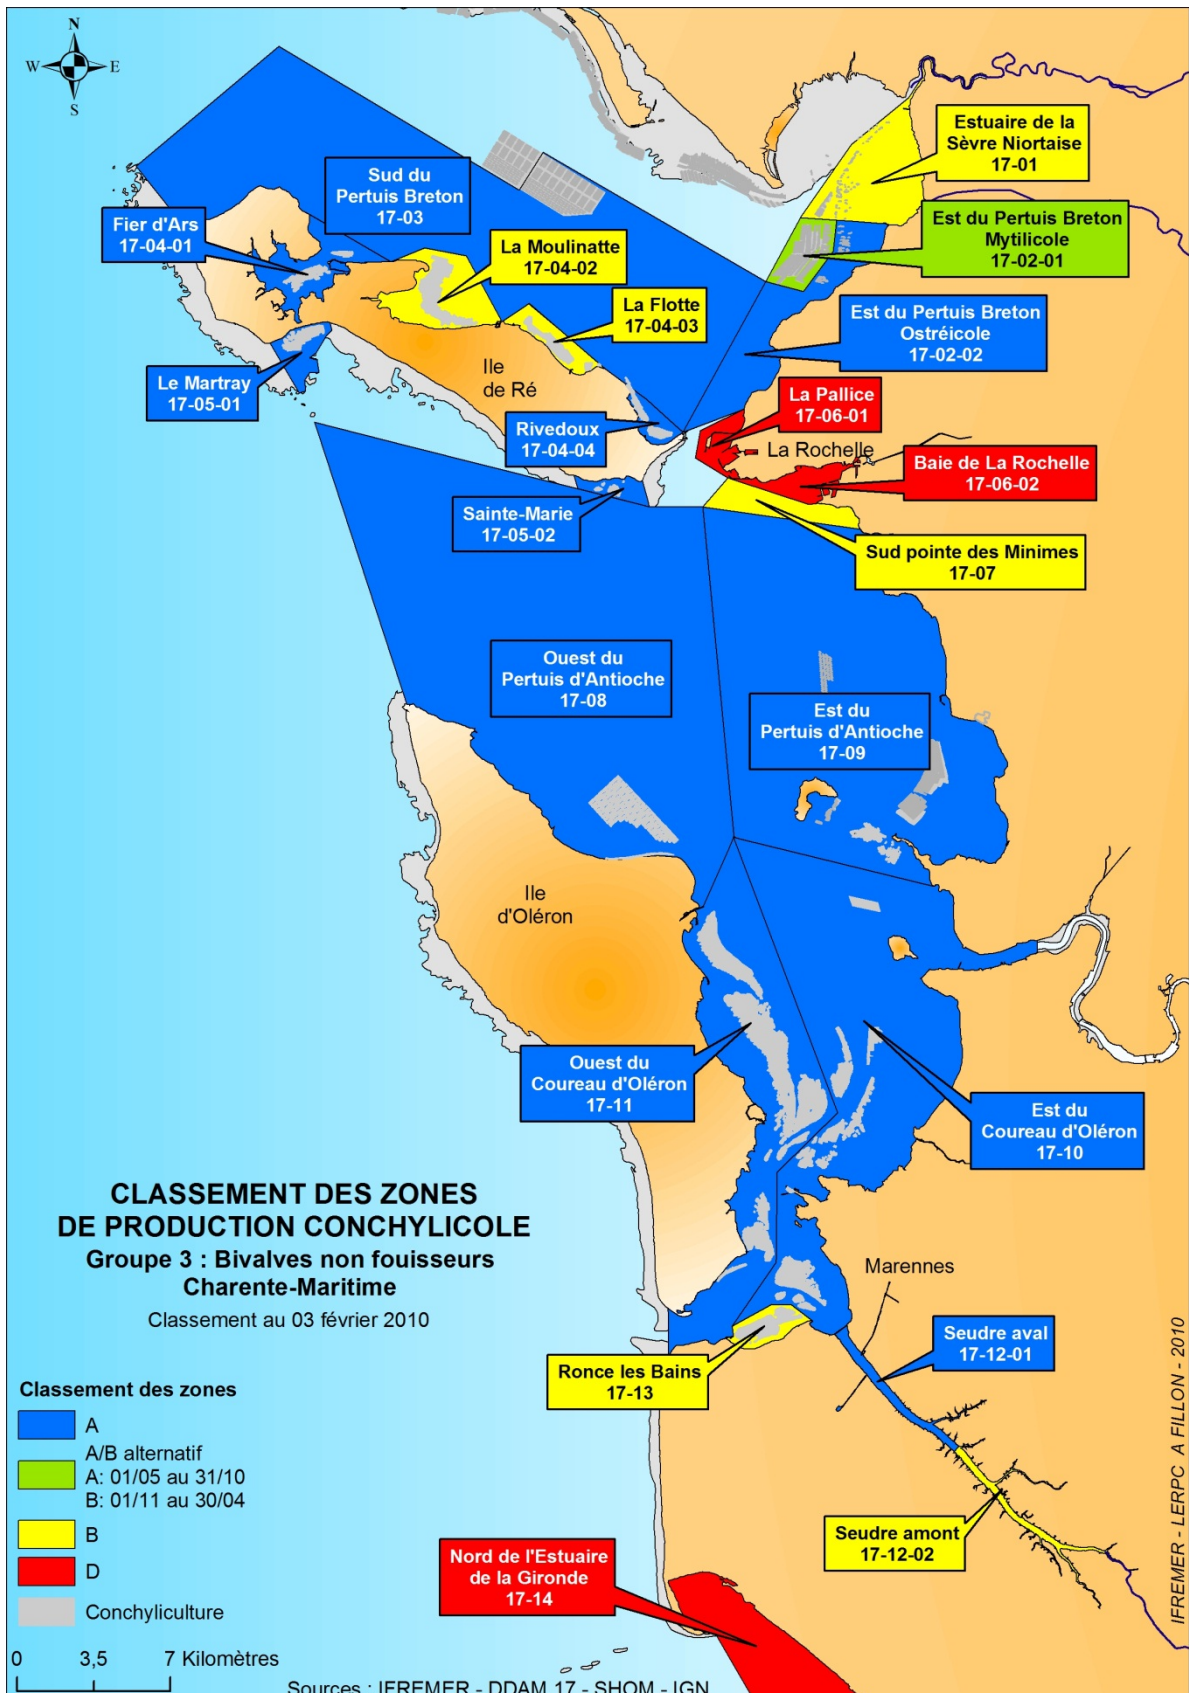 N
W
E
S
Estuaire de la
Sèvre Niortaise
17-01
Sud du
Pertuis Breton
17-03
Fier d'Ars
17-04-01
La Moulinatte
17-04-02
Est du Pertuis Breton
Mytilicole
17-02-01
La Flotte
17-04-03
Est du Pertuis Breton
Ostréicole
17-02-02
Ile
de Ré
Le Martray
17-05-01
La Pallice
17-06-01
Rivedoux
17-04-04
La Rochelle
Baie de La Rochelle
17-06-02
Sainte-Marie
17-05-02
Sud pointe des Minimes
17-07
Ouest du
Pertuis d'Antioche
17-08
Est du
Pertuis d'Antioche
17-09
Ile
d'Oléron
Ouest du
Coureau d'Oléron
17-11
Est du
Coureau d'Oléron
17-10
CLASSEMENT DES ZONES
DE PRODUCTION CONCHYLICOLE
Groupe 3 : Bivalves non fouisseurs
Charente-Maritime
Classement au 03 février 2010
Marennes
Seudre aval
17-12-01
Ronce les Bains
17-13
Classement des zones
A
A/B alternatif
A: 01/05 au 31/10
B: 01/11 au 30/04
B
D
Conchyliculture
Seudre amont
17-12-02
Nord de l'Estuaire
de la Gironde
17-14
0 3,5 7 Kilomètres
Sources : IFREMER - DDAM 17 - SHOM - IGN
IFREMER - LERPC A FILLON - 2010